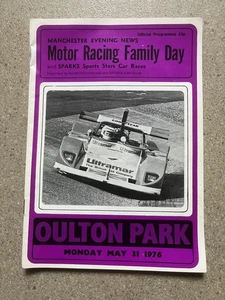 Official Programme 25p
MANCHESTER EVENING NEWS
Motor Racing Family Day
and SPARKS Sports Stars Car Races
Ultramar
OULTON PARK
MONDAY MAY 31 1976